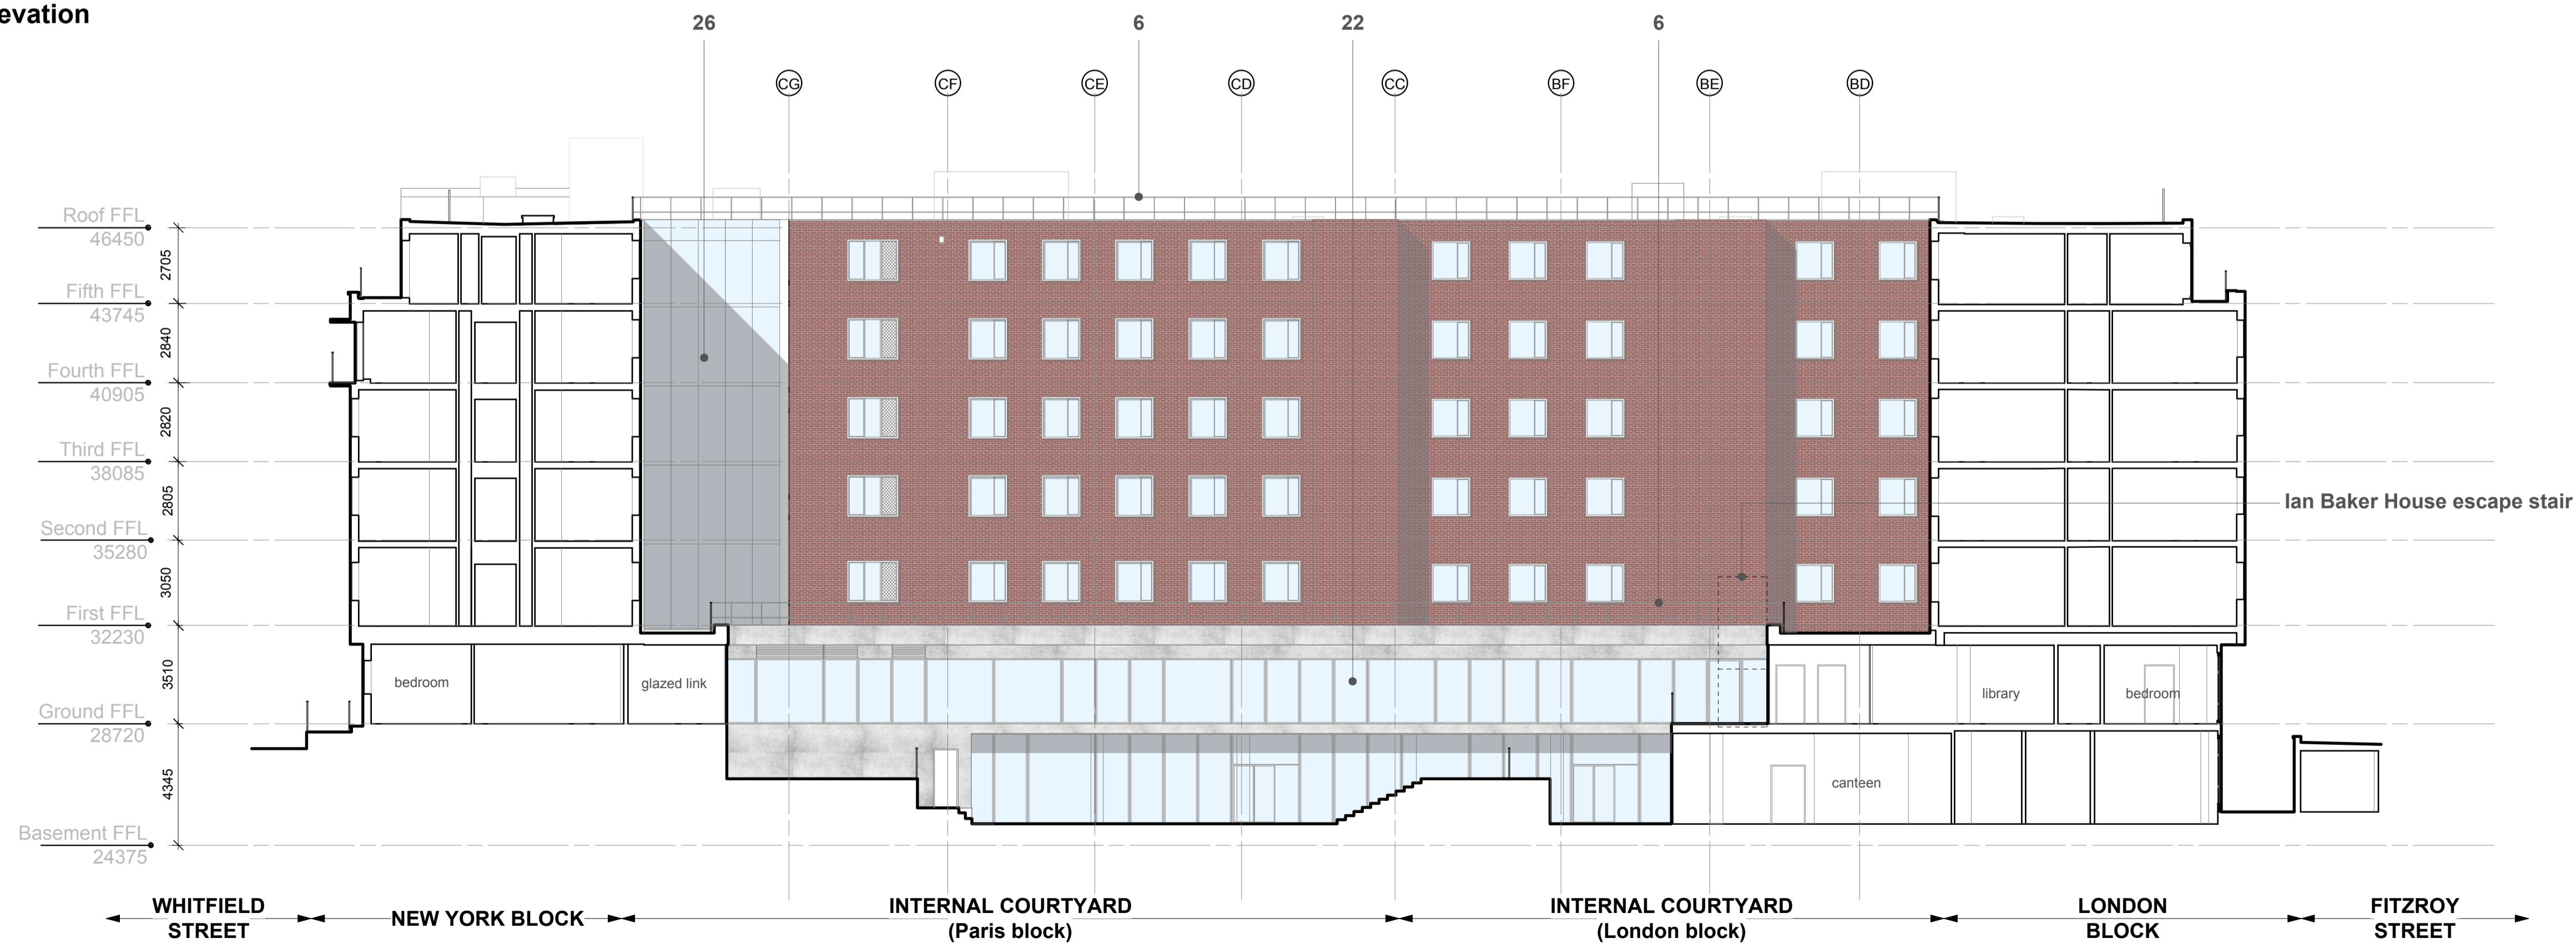 evation
26 6 22 6
CG CF CE CD CC BF BE BD
Roof FFL
46450
2705
Fifth FFL
43745
2840
Fourth FFL
40905
2820
Third FFL
38085
2805
Second FFL
35280
3050
First FFL
32230
3510
Ground FFL
28720
4345
Basement FFL
24375
Ian Baker House escape stair
bedroom
glazed link
library
bedroom
canteen
WHITFIELD
STREET
NEW YORK BLOCK
INTERNAL COURTYARD
(Paris block)
INTERNAL COURTYARD
(London block)
LONDON
BLOCK
FITZROY
STREET